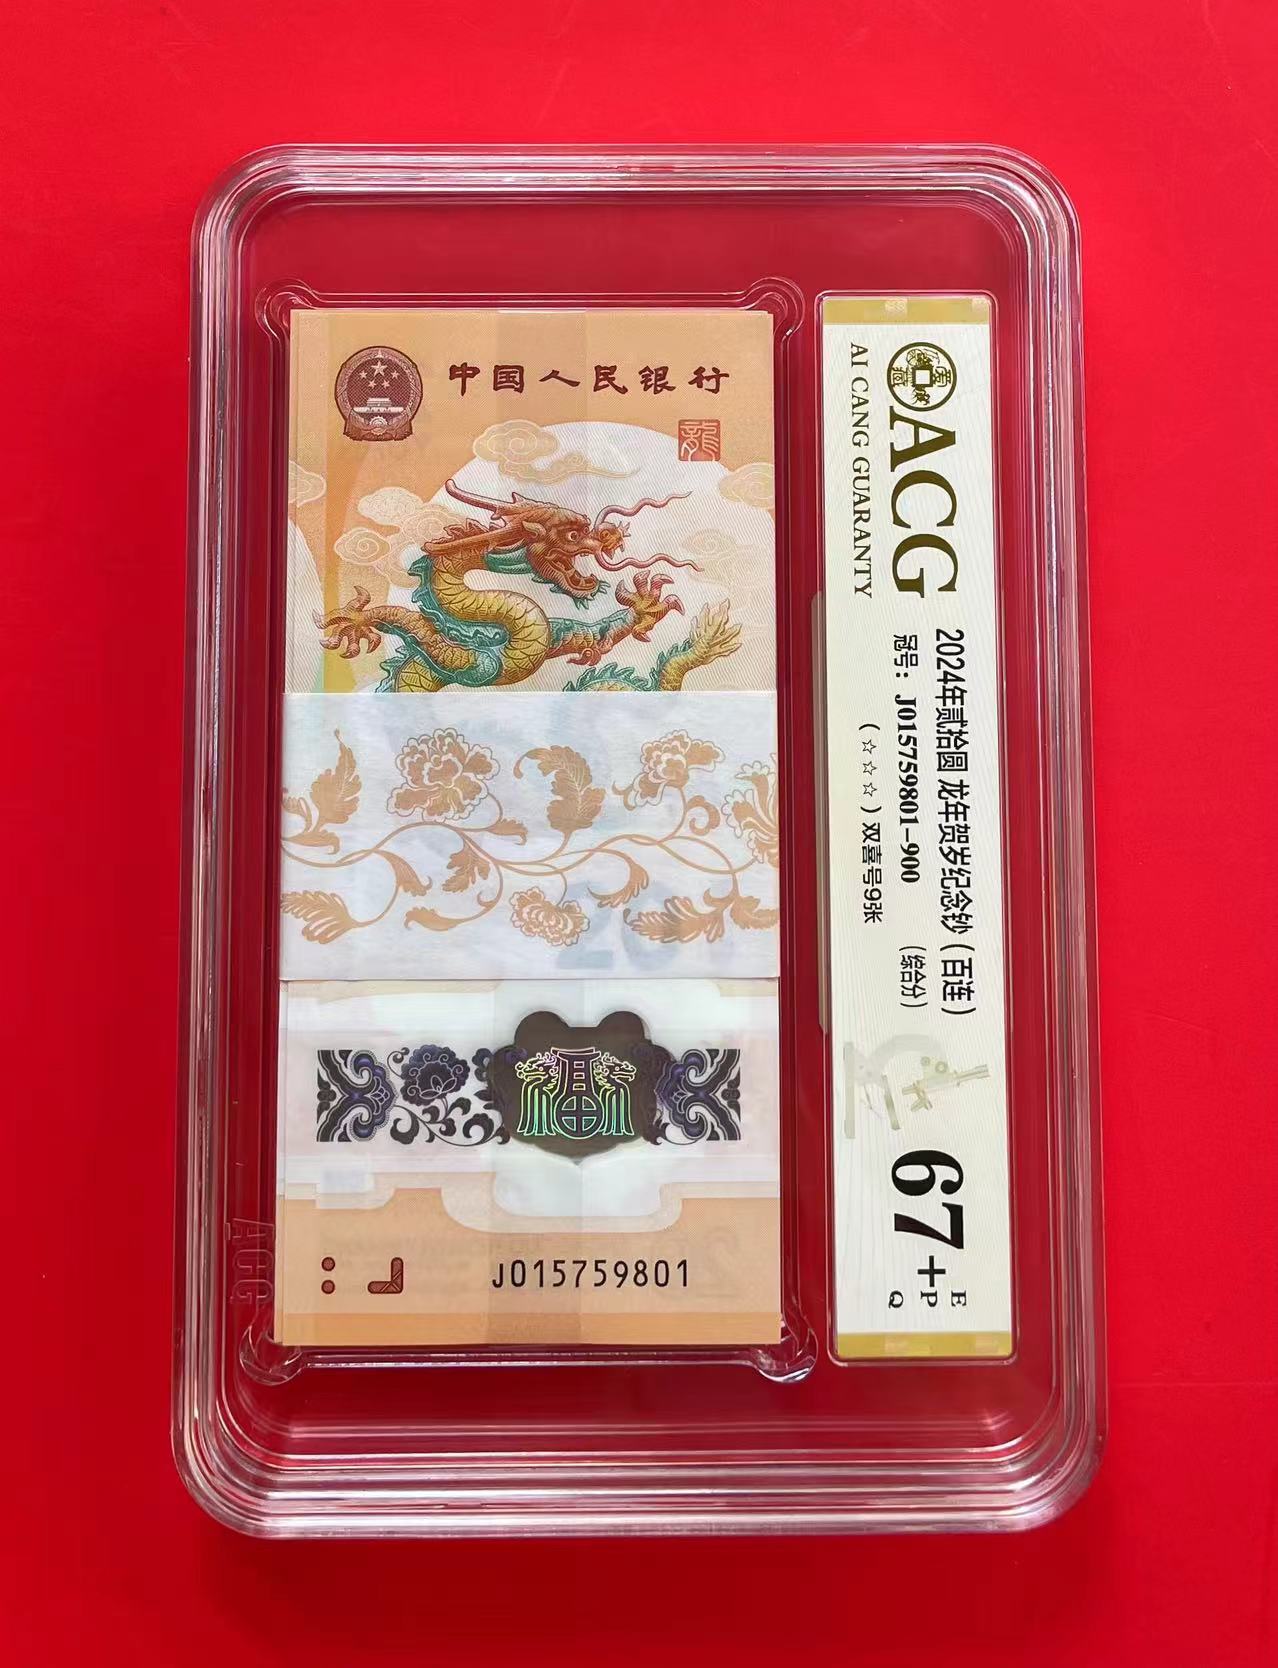 中国人民银行
龍
J015759801
ACG
ACG
AI CANG GUARANTY
2024年贰拾圆 龙年贺岁纪念钞（百连）
冠号：J015759801-900 （综合分）
（☆☆☆）双喜号9张
67+
E
P
Q